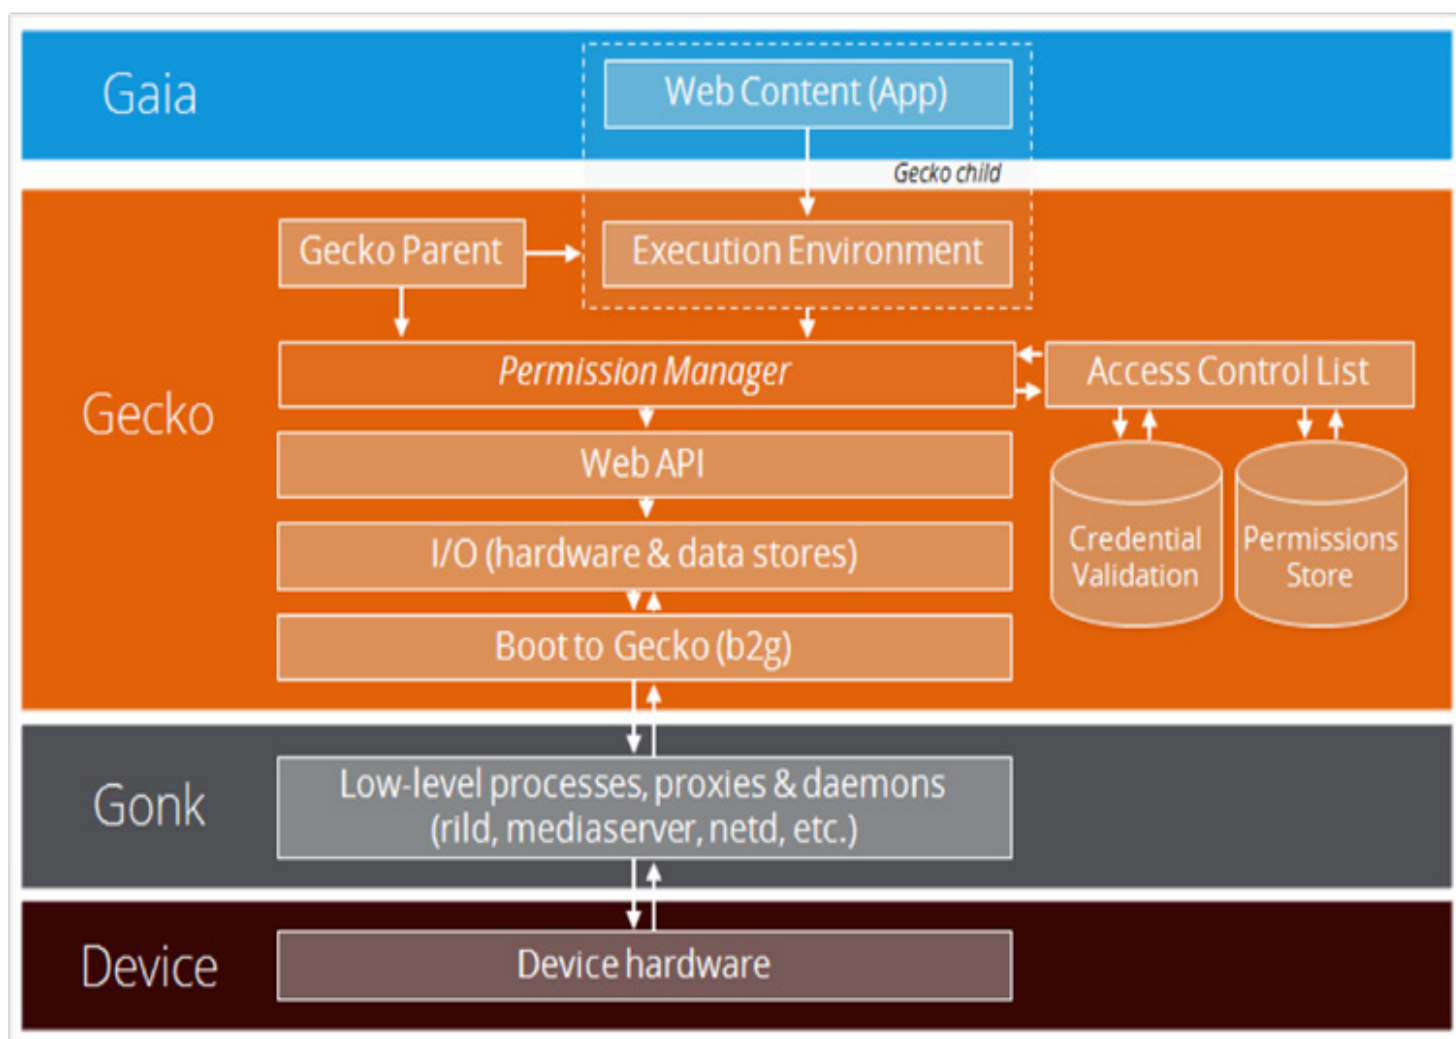 Gaia
Web Content (App)
Gecko child
Gecko Parent
Execution Environment
Permission Manager
Access Control List
Gecko
Web API
I/O (hardware & data stores)
Credential
Validation
Permissions
Store
Boot to Gecko (b2g)
Gonk
Low-level processes, proxies & daemons
(rild, mediaserver, netd, etc.)
Device
Device hardware